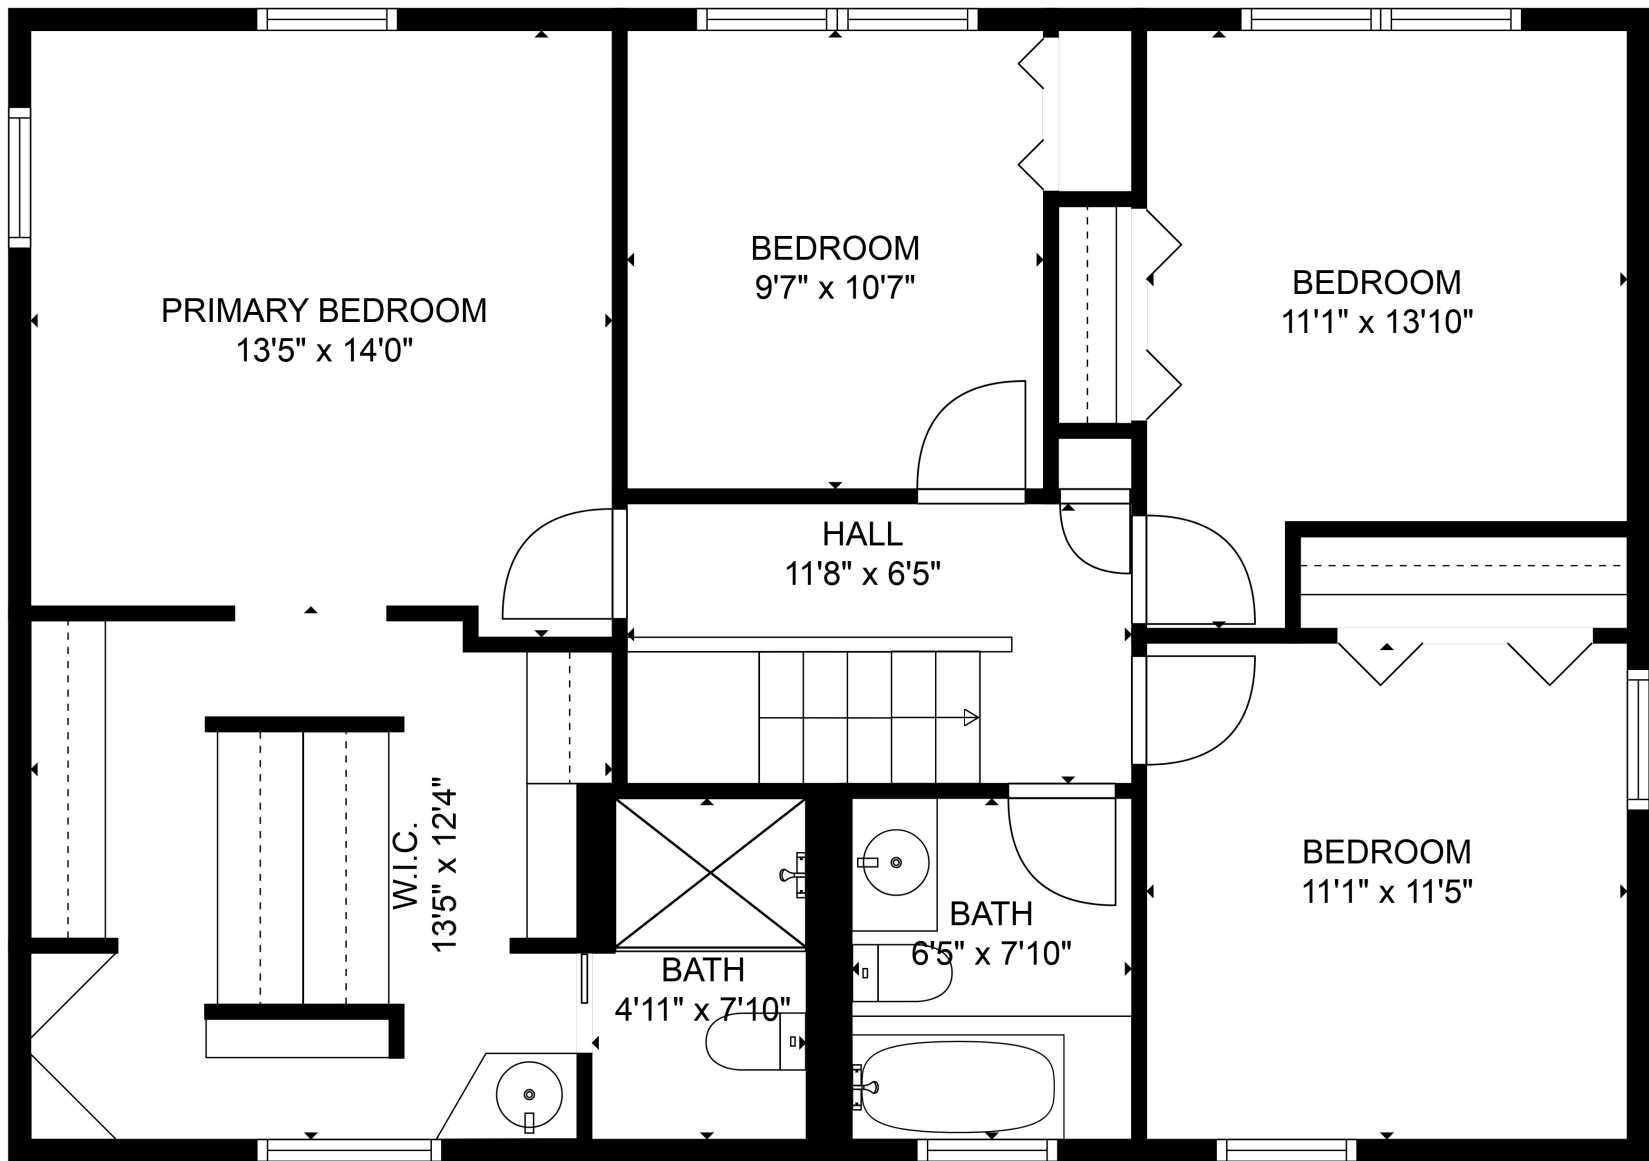 PRIMARY BEDROOM
13'5" x 14'0"
BEDROOM
9'7" x 10'7"
BEDROOM
11'1" x 13'10"
HALL
11'8" x 6'5"
W.I.C.
13'5" x 12'4"
BATH
4'11" x 7'10"
BATH
6'5" x 7'10"
BEDROOM
11'1" x 11'5"